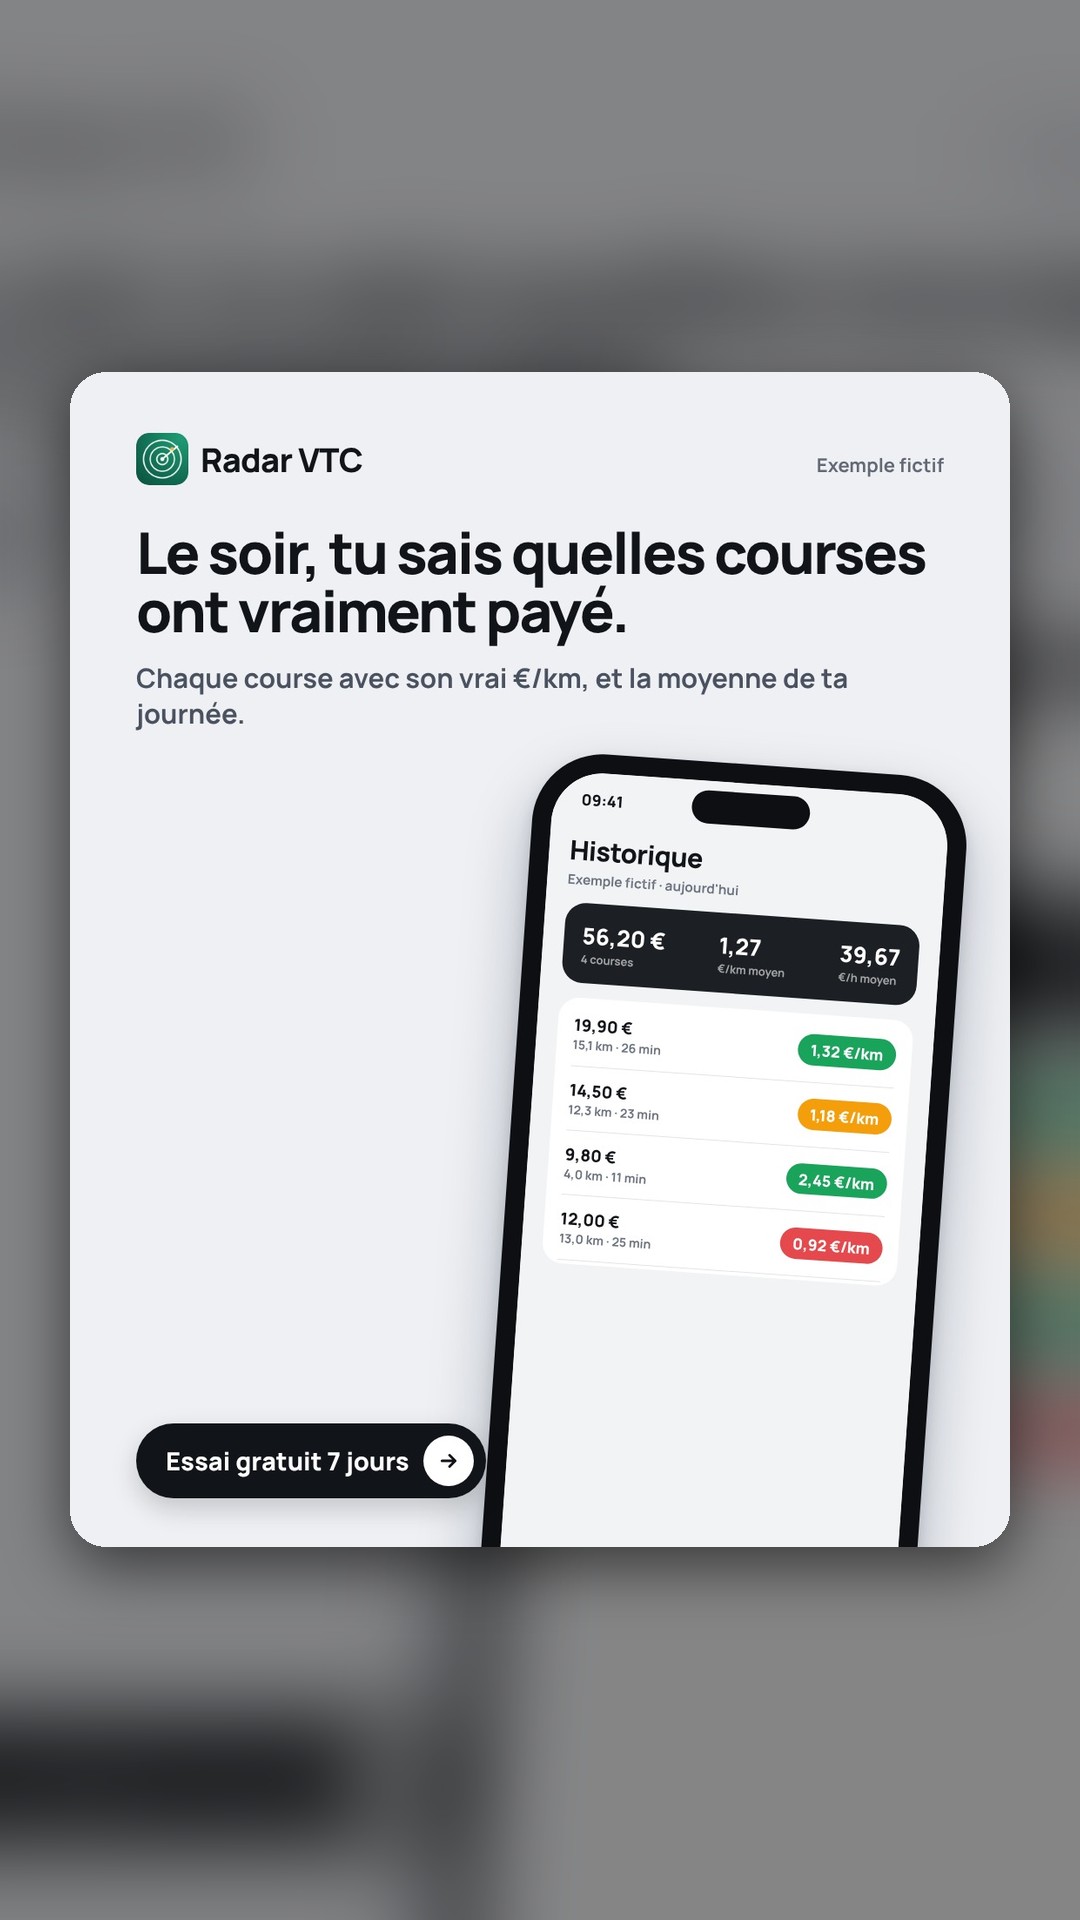 Radar VTC
Exemple fictif
Le soir, tu sais quelles courses
ont vraiment payé.
Chaque course avec son vrai €/km, et la moyenne de ta
journée.
09:41
Historique
Exemple fictif · aujourd'hui
56,20 €
4 courses
1,27
€/km moyen
39,67
€/h moyen
19,90 €
15,1 km · 26 min
1,32 €/km
14,50 €
12,3 km · 23 min
1,18 €/km
9,80 €
4,0 km · 11 min
2,45 €/km
12,00 €
13,0 km · 25 min
0,92 €/km
Essai gratuit 7 jours